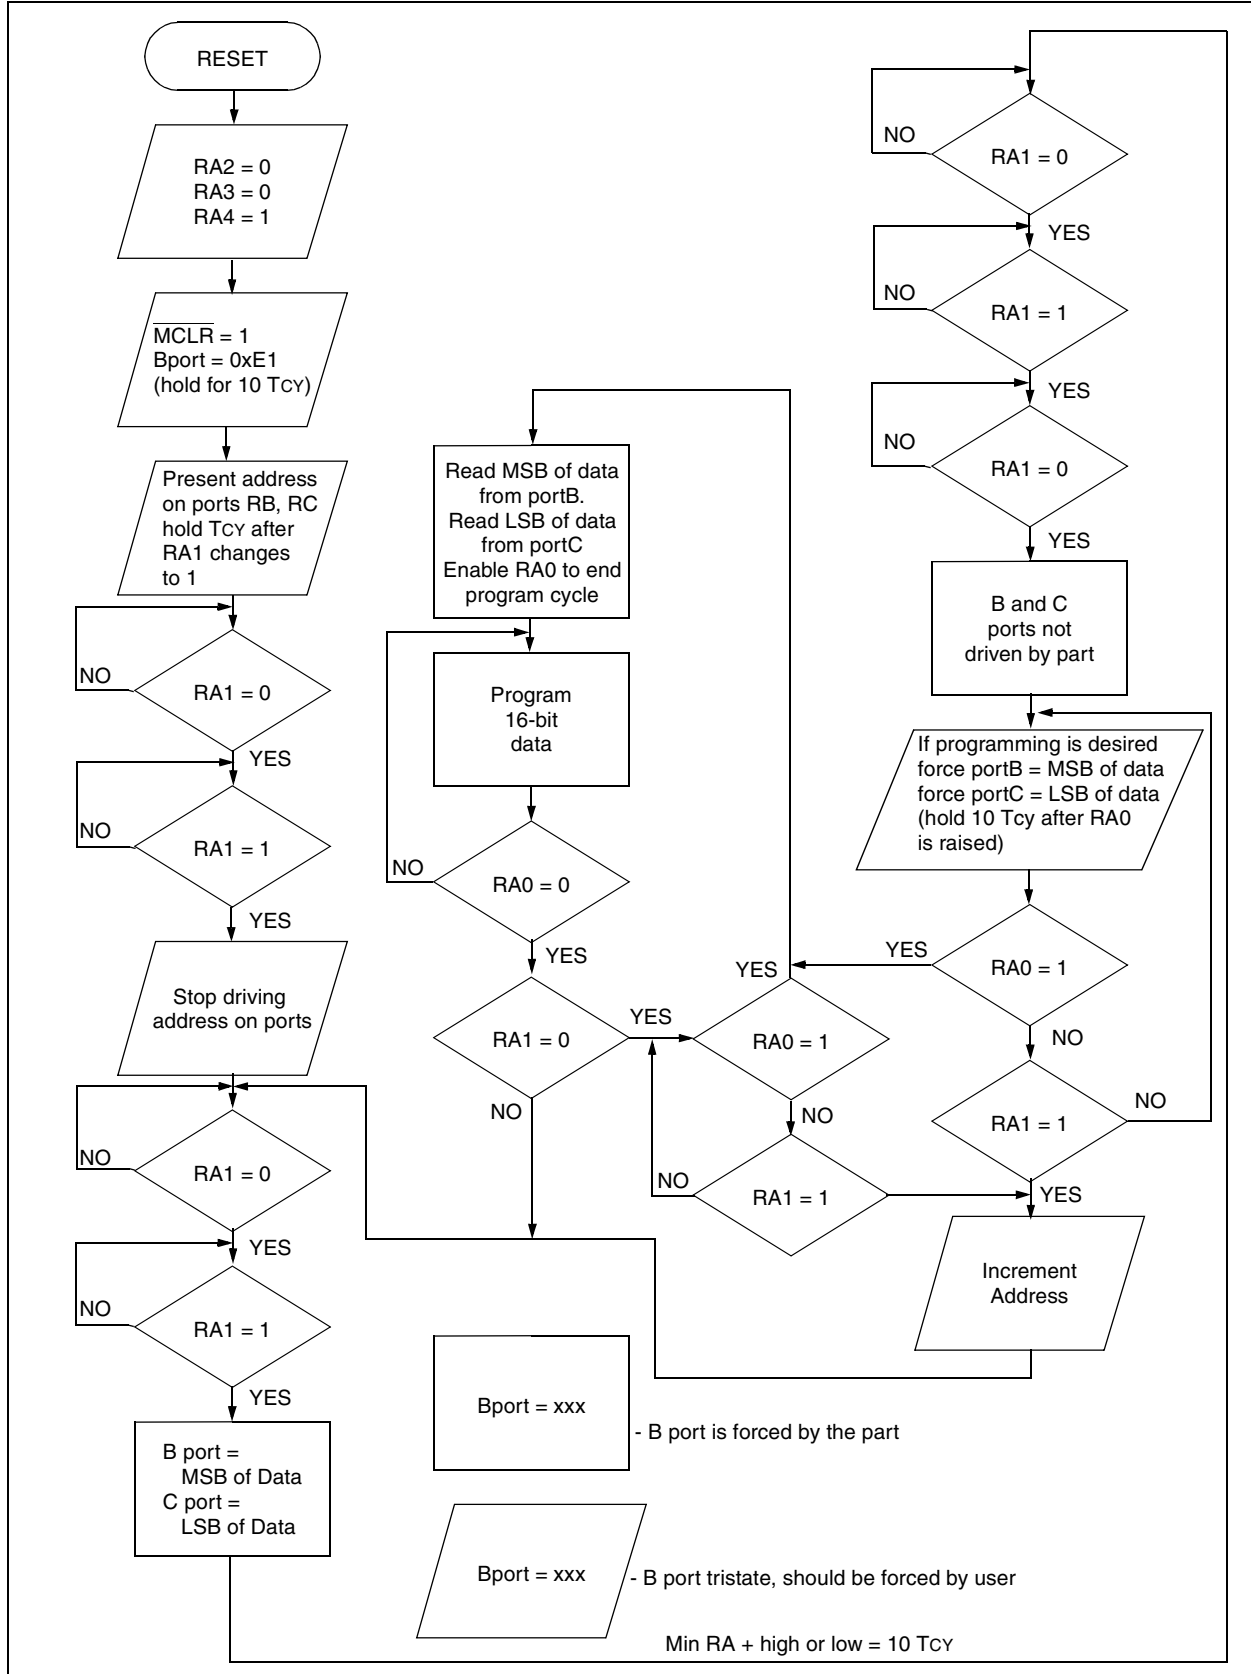 RESET
RA2 = 0
RA3 = 0
RA4 = 1
MCLR = 1
Bport = 0xE1
(hold for 10 TCY)
Present address
on ports RB, RC
hold TCY after
RA1 changes
to 1
NO
RA1 = 0
YES
NO
RA1 = 1
YES
Stop driving
address on ports
NO
RA1 = 0
YES
NO
RA1 = 1
YES
B port =
MSB of Data
C port =
LSB of Data
Read MSB of data
from portB.
Read LSB of data
from portC
Enable RA0 to end
program cycle
Program
16-bit
data
NO
RA0 = 0
YES
RA1 = 0
YES
NO
YES
RA0 = 1
NO
NO
RA1 = 1
NO
RA1 = 0
YES
NO
RA1 = 1
YES
NO
RA1 = 0
YES
B and C
ports not
driven by part
If programming is desired
force portB = MSB of data
force portC = LSB of data
(hold 10 Tcy after RA0
is raised)
YES
RA0 = 1
NO
RA1 = 1
NO
YES
Increment
Address
Bport = xxx
- B port is forced by the part
Bport = xxx
- B port tristate, should be forced by user
Min RA + high or low = 10 TCY